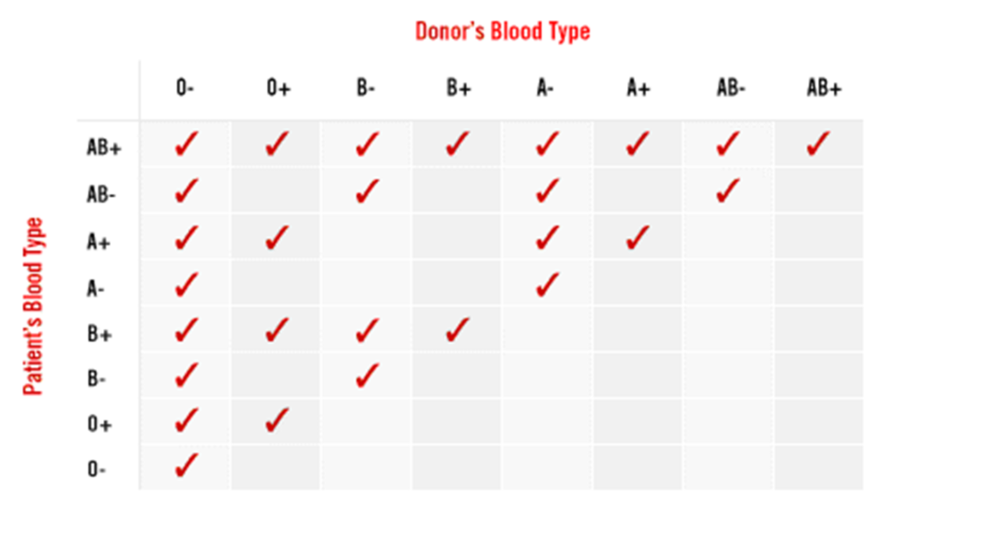 Donor's Blood Type
O- O+ B- B+ A- A+ AB- AB+
Patient's Blood Type
AB+ ✓ ✓ ✓ ✓ ✓ ✓ ✓ ✓
AB- ✓ ✓ ✓ ✓
A+ ✓ ✓ ✓ ✓
A- ✓ ✓
B+ ✓ ✓ ✓ ✓
B- ✓ ✓
O+ ✓ ✓
O- ✓